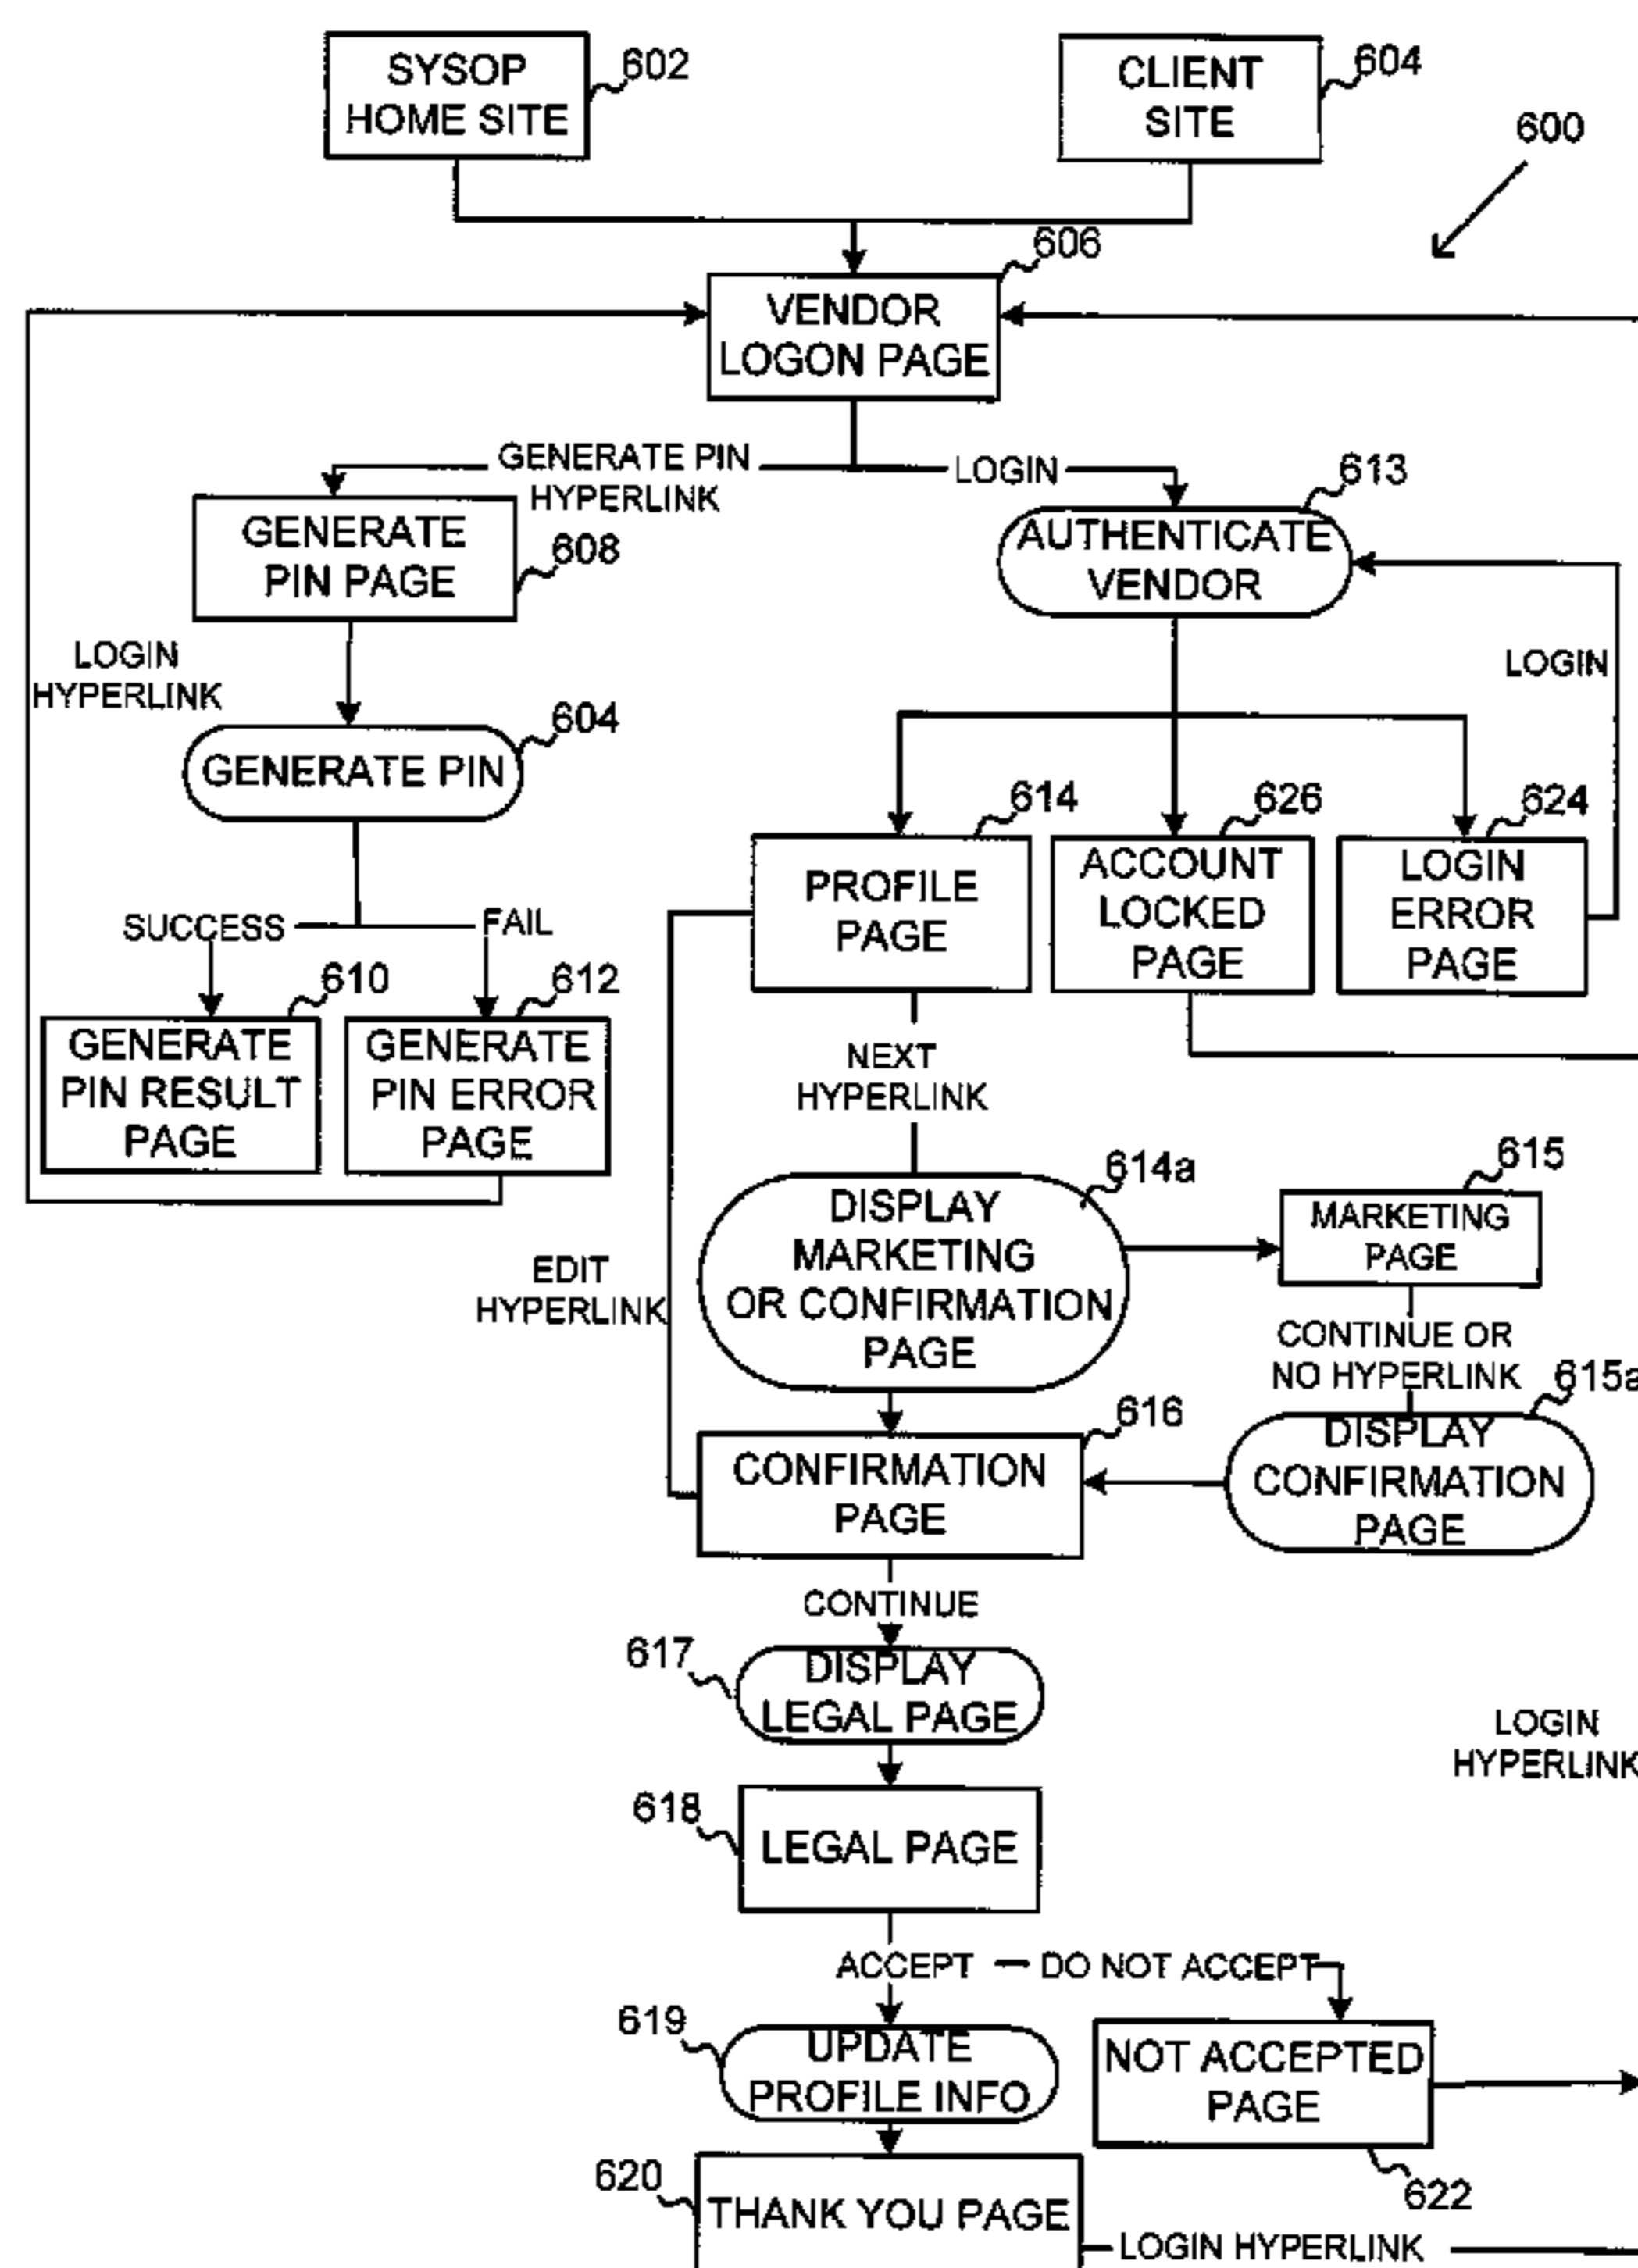 SYSOP
HOME SITE
602
CLIENT
SITE
604
600
606
VENDOR
LOGON PAGE
GENERATE PIN
HYPERLINK
LOGIN
613
GENERATE
PIN PAGE
608
AUTHENTICATE
VENDOR
LOGIN
HYPERLINK
LOGIN
604
GENERATE PIN
614
626
624
PROFILE
PAGE
ACCOUNT
LOCKED
PAGE
LOGIN
ERROR
PAGE
SUCCESS
FAIL
610
612
GENERATE
PIN RESULT
PAGE
GENERATE
PIN ERROR
PAGE
NEXT
HYPERLINK
614a
DISPLAY
MARKETING
OR CONFIRMATION
PAGE
615
MARKETING
PAGE
EDIT
HYPERLINK
CONTINUE OR
NO HYPERLINK
615a
616
CONFIRMATION
PAGE
DISPLAY
CONFIRMATION
PAGE
CONTINUE
617
DISPLAY
LEGAL PAGE
LOGIN
HYPERLINK
618
LEGAL PAGE
ACCEPT
DO NOT ACCEPT
619
UPDATE
PROFILE INFO
NOT ACCEPTED
PAGE
622
620
THANK YOU PAGE
LOGIN HYPERLINK